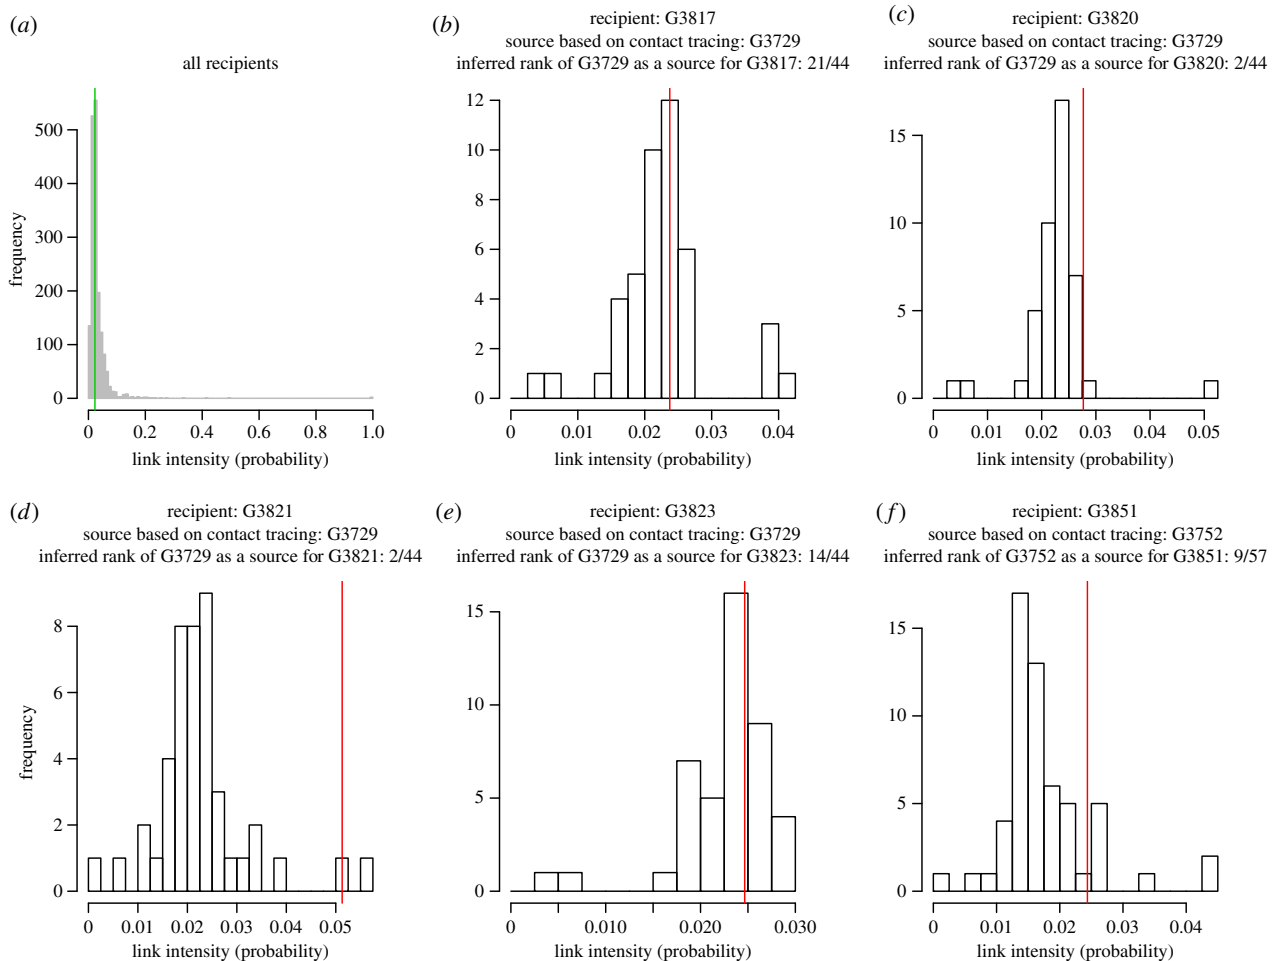 (a)
all recipients
frequency
500
400
300
200
100
0
0 0.2 0.4 0.6 0.8 1.0
link intensity (probability)
(b)
recipient: G3817
source based on contact tracing: G3729
inferred rank of G3729 as a source for G3817: 21/44
12
10
8
6
4
2
0
0 0.01 0.02 0.03 0.04
link intensity (probability)
(c)
recipient: G3820
source based on contact tracing: G3729
inferred rank of G3729 as a source for G3820: 2/44
15
10
5
0
0 0.01 0.02 0.03 0.04 0.05
link intensity (probability)
(d)
recipient: G3821
source based on contact tracing: G3729
inferred rank of G3729 as a source for G3821: 2/44
frequency
8
6
4
2
0
0 0.01 0.02 0.03 0.04 0.05
link intensity (probability)
(e)
recipient: G3823
source based on contact tracing: G3729
inferred rank of G3729 as a source for G3823: 14/44
15
10
5
0
0 0.010 0.020 0.030
link intensity (probability)
(f)
recipient: G3851
source based on contact tracing: G3752
inferred rank of G3752 as a source for G3851: 9/57
15
10
5
0
0 0.01 0.02 0.03 0.04
link intensity (probability)